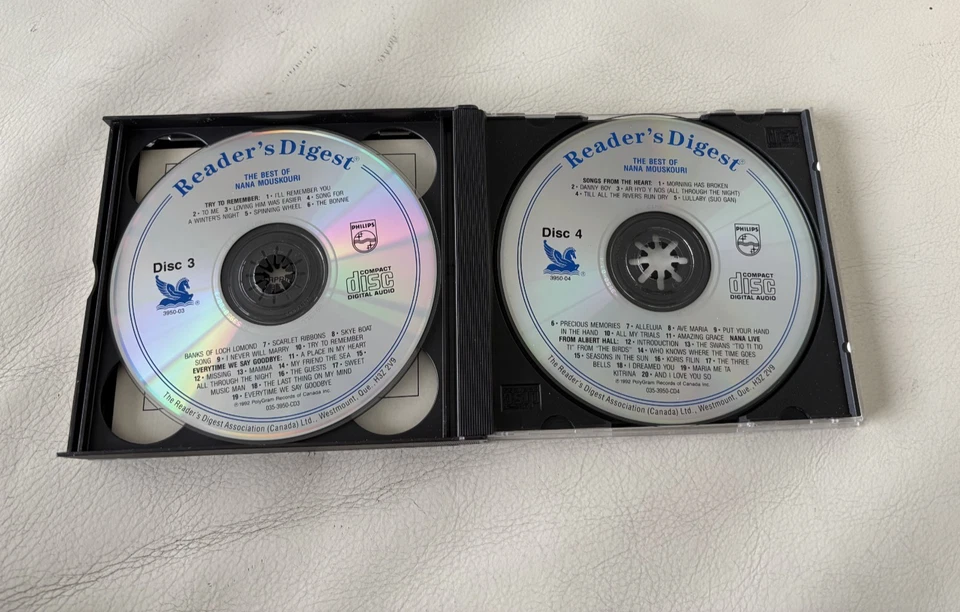 Reader's Digest®
THE BEST OF
NANA MOUSKOURI
TRY TO REMEMBER: 1 • I'LL REMEMBER YOU
2 • TO ME 3 • LOVING HIM WAS EASIER 4 • SONG FOR
A WINTER'S NIGHT 5 • SPINNING WHEEL 6 • THE BONNIE
PHILIPS
Disc 3
®
3950-03
COMPACT
disc
DIGITAL AUDIO
BANKS OF LOCH LOMOND 7 • SCARLET RIBBONS 8 • SKYE BOAT
SONG 9 • I NEVER WILL MARRY 10 • TRY TO REMEMBER
EVERYTIME WE SAY GOODBYE: 11 • A PLACE IN MY HEART
12 • MISSING 13 • MAMMA 14 • MY FRIEND THE SEA 15 •
ALL THROUGH THE NIGHT 16 • THE GUESTS 17 • SWEET
MUSIC MAN 18 • THE LAST THING ON MY MIND
19 • EVERYTIME WE SAY GOODBYE
℗ 1992 PolyGram Records of Canada Inc.
035-3950-CD3
The Reader's Digest Association (Canada) Ltd., Westmount, Que., H3Z 2V9
Reader's Digest®
THE BEST OF
NANA MOUSKOURI
SONGS FROM THE HEART: 1 • MORNING HAS BROKEN
2 • DANNY BOY 3 • AR HYD Y NOS (ALL THROUGH THE NIGHT)
4 • TILL ALL THE RIVERS RUN DRY 5 • LULLABY (SUO GAN)
PHILIPS
Disc 4
®
3950-04
COMPACT
disc
DIGITAL AUDIO
6 • PRECIOUS MEMORIES 7 • ALLELUIA 8 • AVE MARIA 9 • PUT YOUR HAND
IN THE HAND 10 • ALL MY TRIALS 11 • AMAZING GRACE NANA LIVE
FROM ALBERT HALL: 12 • INTRODUCTION 13 • THE SWANS "TIO TI TIO
TI" FROM "THE BIRDS" 14 • WHO KNOWS WHERE THE TIME GOES
15 • SEASONS IN THE SUN 16 • KORIS FILIN 17 • THE THREE
BELLS 18 • I DREAMED YOU 19 • MARIA ME TA
KITRINA 20 • AND I LOVE YOU SO
℗ 1992 PolyGram Records of Canada Inc.
035-3950-CD4
The Reader's Digest Association (Canada) Ltd., Westmount, Que., H3Z 2V9